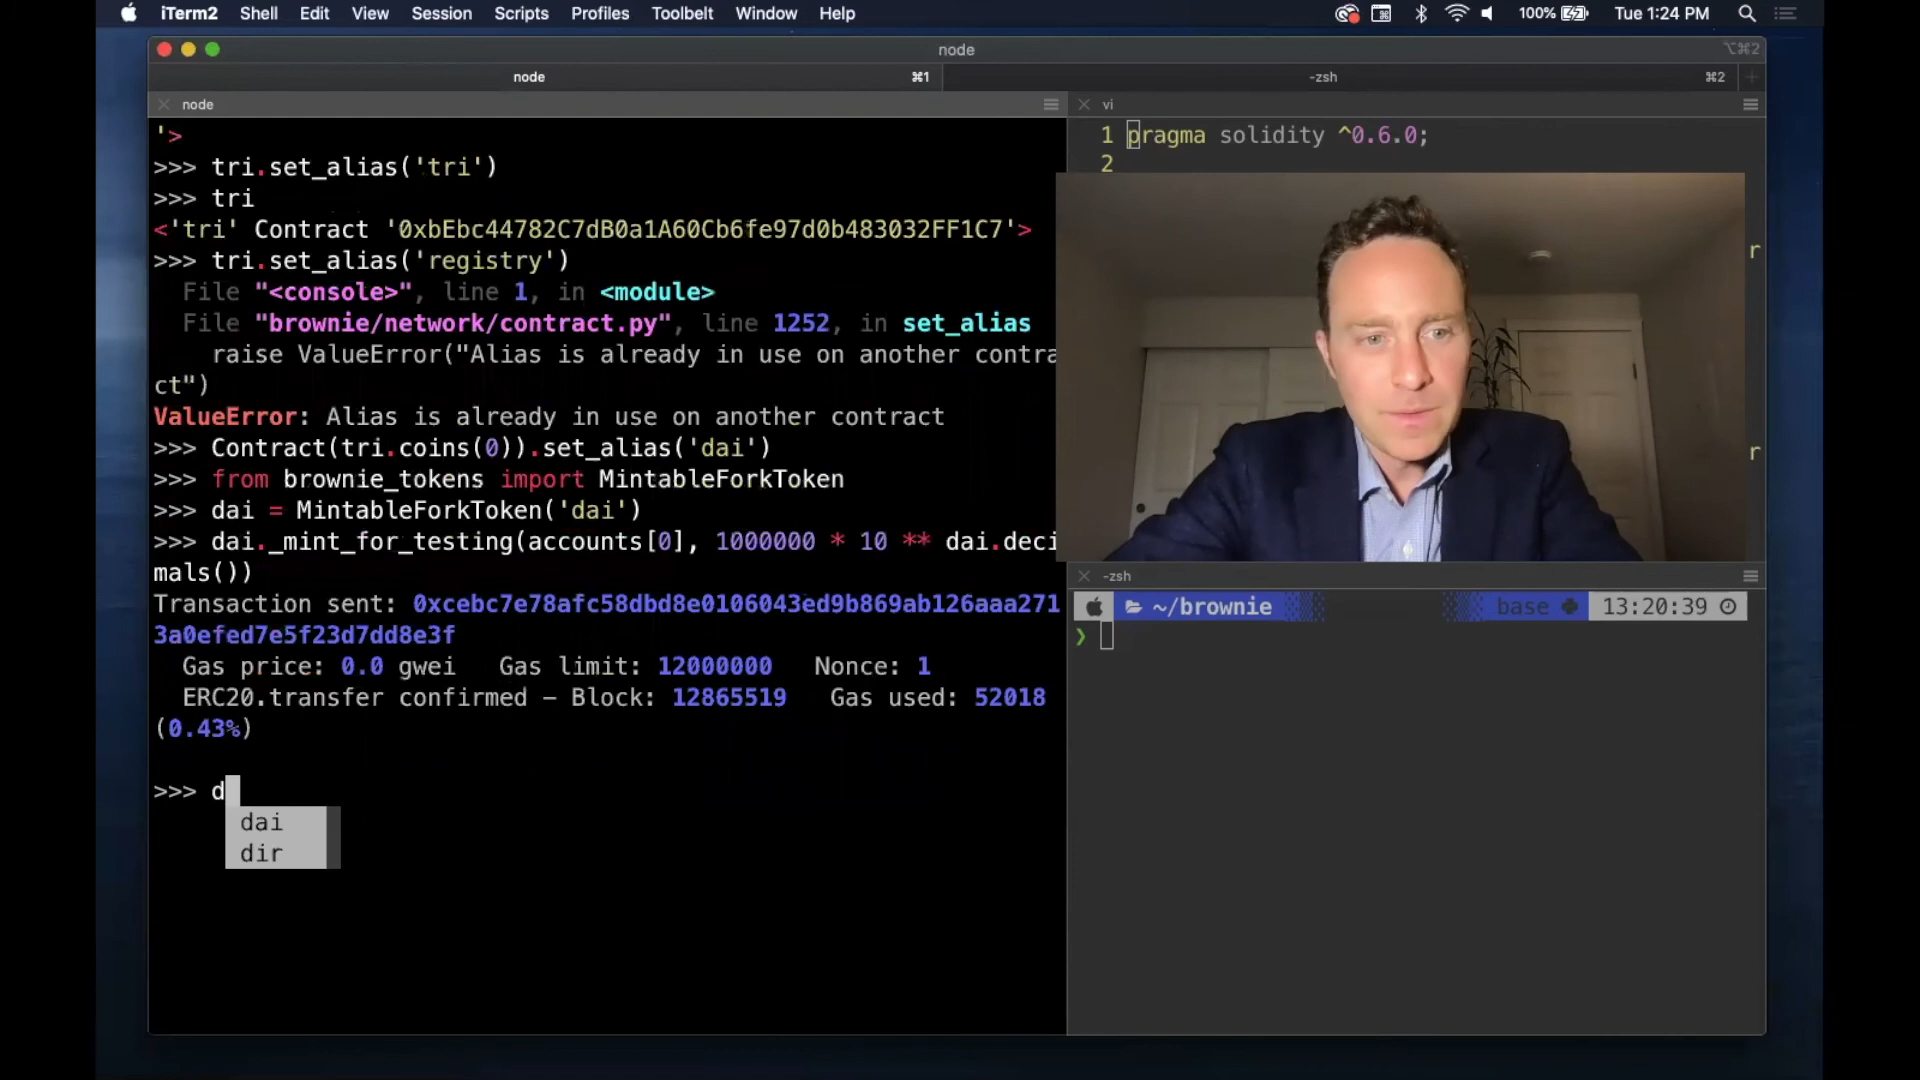 iTerm2 Shell Edit View Session Scripts Profiles Toolbelt Window Help 100% Tue 1:24 PM
node ⌥⌘2
node ⌘1 -zsh ⌘2
node
'>
>>> tri.set_alias('tri')
>>> tri
<'tri' Contract '0xbEbc44782C7dB0a1A60Cb6fe97d0b483032FF1C7'>
>>> tri.set_alias('registry')
File "<console>", line 1, in <module>
File "brownie/network/contract.py", line 1252, in set_alias
raise ValueError("Alias is already in use on another contra
ct")
ValueError: Alias is already in use on another contract
>>> Contract(tri.coins(0)).set_alias('dai')
>>> from brownie_tokens import MintableForkToken
>>> dai = MintableForkToken('dai')
>>> dai._mint_for_testing(accounts[0], 1000000 * 10 ** dai.deci
mals())
Transaction sent: 0xcebc7e78afc58dbd8e0106043ed9b869ab126aaa271
3a0efed7e5f23d7dd8e3f
Gas price: 0.0 gwei Gas limit: 12000000 Nonce: 1
ERC20.transfer confirmed – Block: 12865519 Gas used: 52018
(0.43%)
>>> d
dai
dir
vi
1 pragma solidity ^0.6.0;
2
r
r
-zsh
~/brownie base 13:20:39
❯